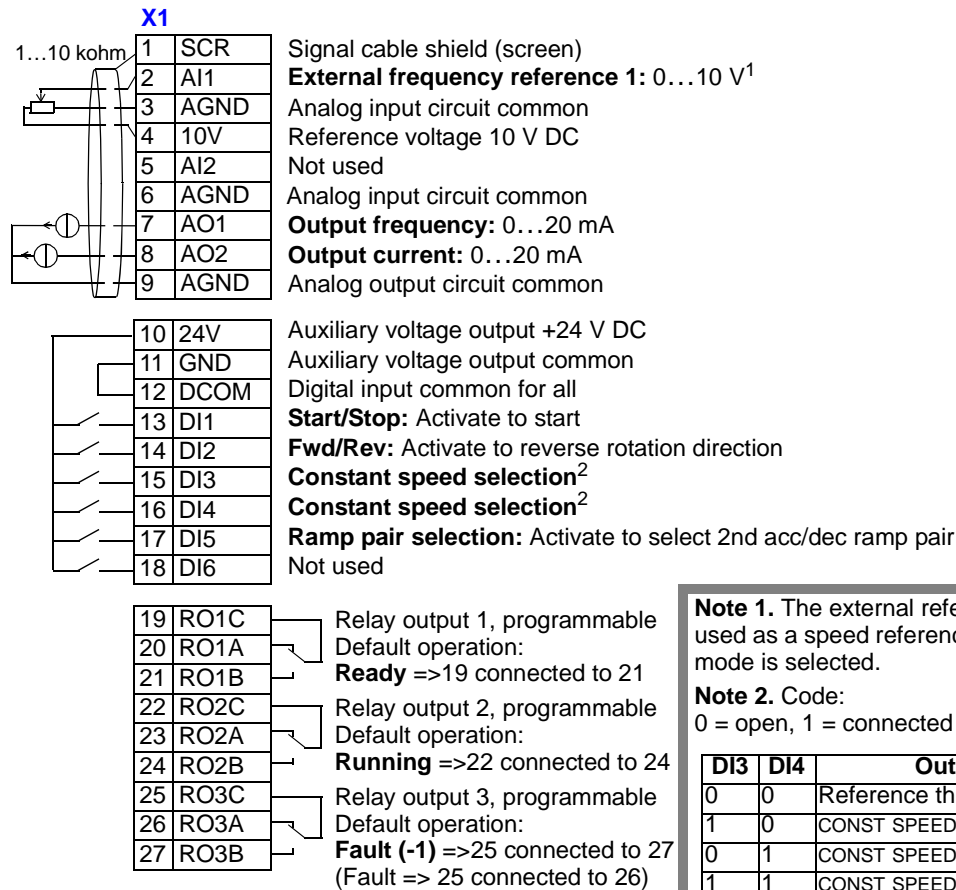 X1
1…10 kohm
1 SCR Signal cable shield (screen)
2 AI1 External frequency reference 1: 0…10 V1
3 AGND Analog input circuit common
4 10V Reference voltage 10 V DC
5 AI2 Not used
6 AGND Analog input circuit common
7 AO1 Output frequency: 0…20 mA
8 AO2 Output current: 0…20 mA
9 AGND Analog output circuit common
10 24V Auxiliary voltage output +24 V DC
11 GND Auxiliary voltage output common
12 DCOM Digital input common for all
13 DI1 Start/Stop: Activate to start
14 DI2 Fwd/Rev: Activate to reverse rotation direction
15 DI3 Constant speed selection2
16 DI4 Constant speed selection2
17 DI5 Ramp pair selection: Activate to select 2nd acc/dec ramp pair
18 DI6 Not used
19 RO1C Relay output 1, programmable
20 RO1A Default operation:
21 RO1B Ready =>19 connected to 21
22 RO2C Relay output 2, programmable
23 RO2A Default operation:
24 RO2B Running =>22 connected to 24
25 RO3C Relay output 3, programmable
26 RO3A Default operation:
27 RO3B Fault (-1) =>25 connected to 27
(Fault => 25 connected to 26)
Note 1. The external refe
used as a speed referenc
mode is selected.
Note 2. Code:
0 = open, 1 = connected
DI3 DI4 Out
0 0 Reference th
1 0 CONST SPEED
0 1 CONST SPEED
1 1 CONST SPEED